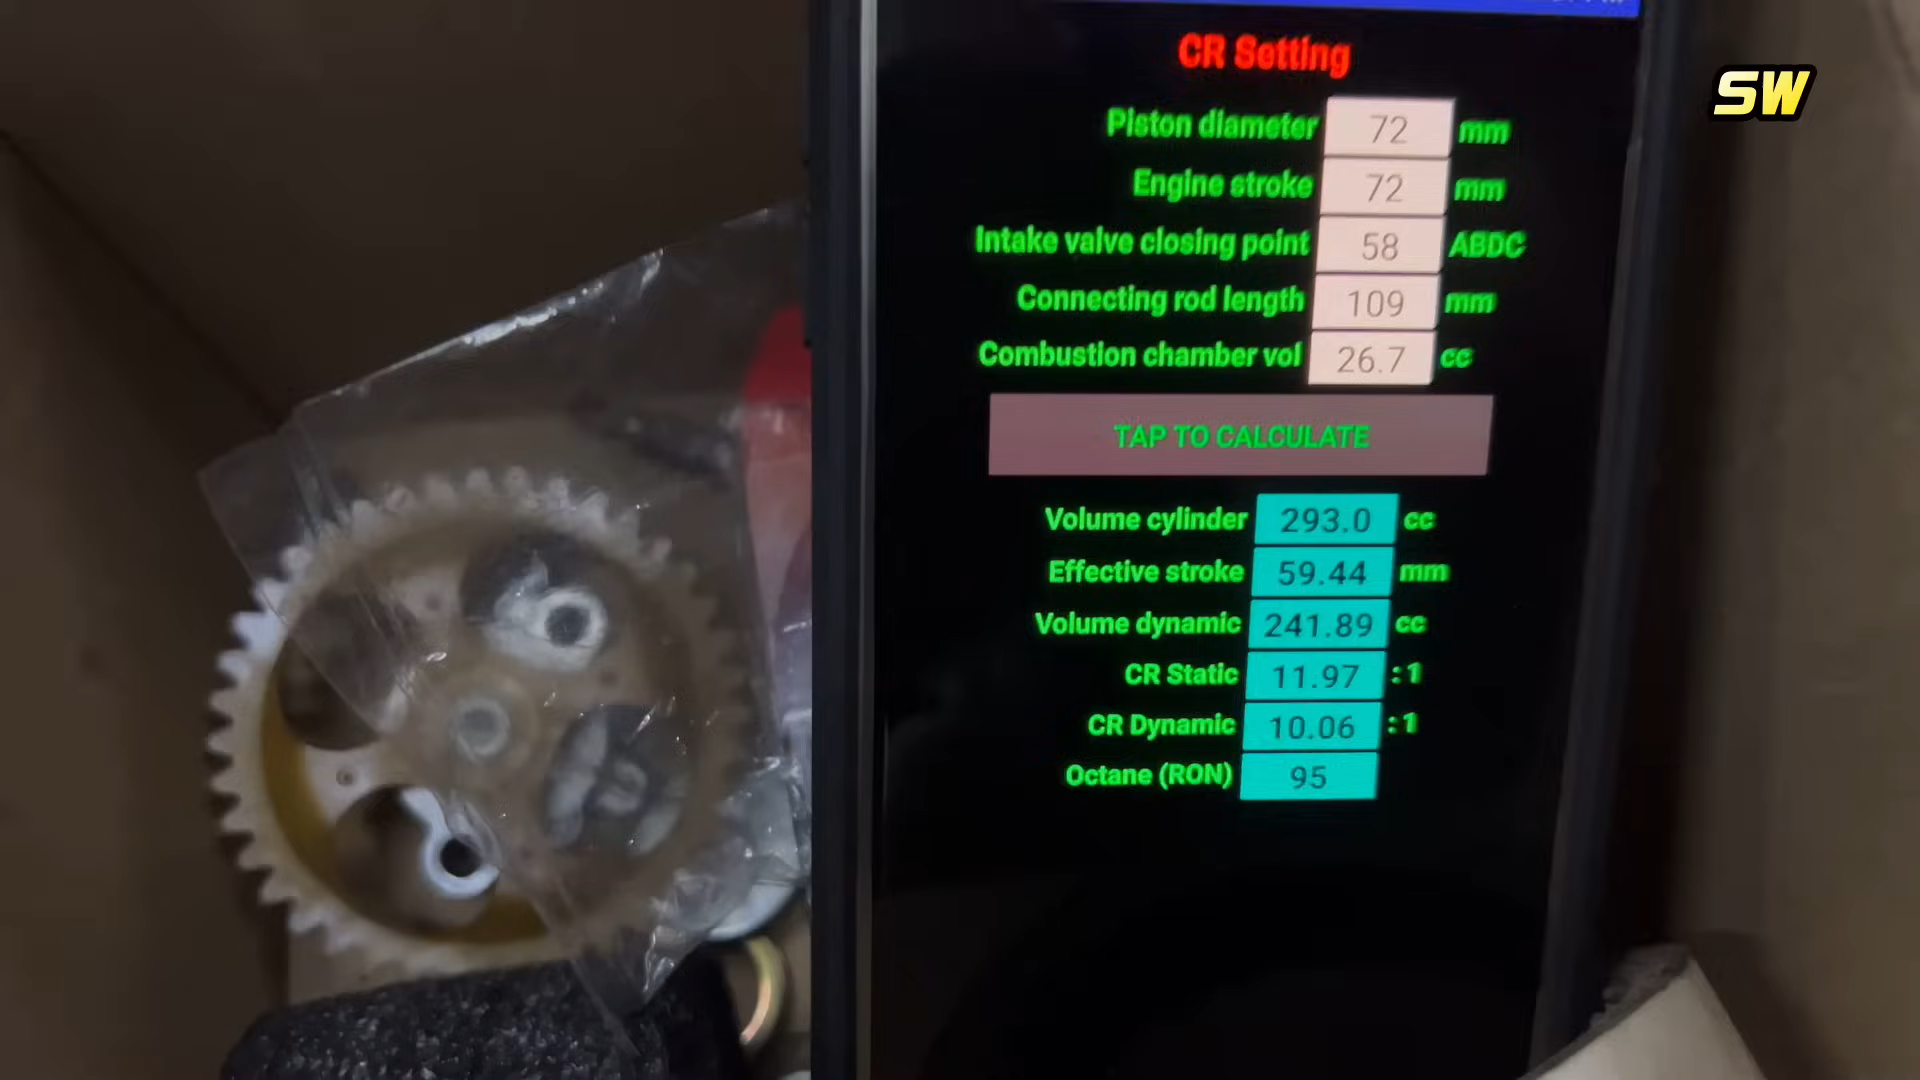 CR Setting
Piston diameter 72 mm
Engine stroke 72 mm
Intake valve closing point 58 ABDC
Connecting rod length 109 mm
Combustion chamber vol 26.7 cc
TAP TO CALCULATE
Volume cylinder 293.0 cc
Effective stroke 59.44 mm
Volume dynamic 241.89 cc
CR Static 11.97 :1
CR Dynamic 10.06 :1
Octane (RON) 95
SW